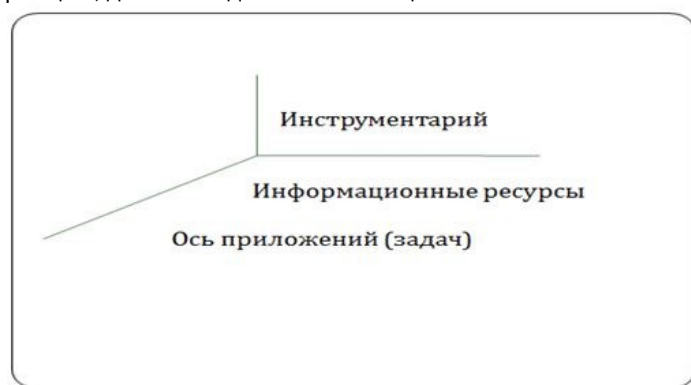 Инструментарий
Информационные ресурсы
Ось приложений (задач)